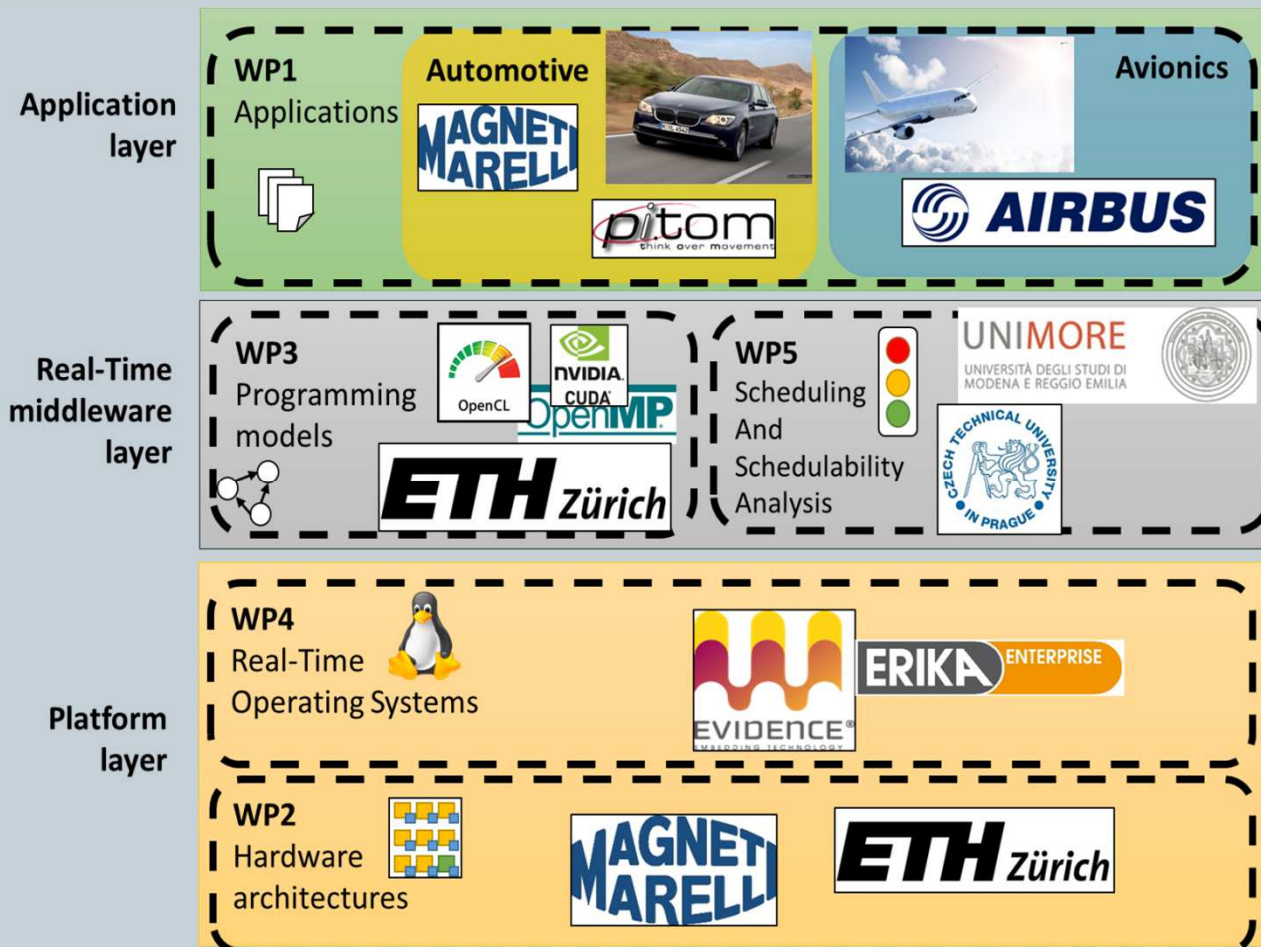 Application
layer
WP1
Applications
Automotive
MAGNETI
MARELLI
pi.tom
think over movement
Avionics
AIRBUS
Real-Time
middleware
layer
WP3
Programming
models
OpenCL
NVIDIA.
CUDA
OpenMP
ETH Zürich
WP5
Scheduling
And
Schedulability
Analysis
UNIMORE
UNIVERSITÀ DEGLI STUDI DI
MODENA E REGGIO EMILIA
CZECH TECHNICAL UNIVERSITY
IN PRAGUE
Platform
layer
WP4
Real-Time
Operating Systems
EVIDENCE®
EMBEDDING TECHNOLOGY
ERIKA ENTERPRISE
WP2
Hardware
architectures
MAGNETI
MARELLI
ETH Zürich